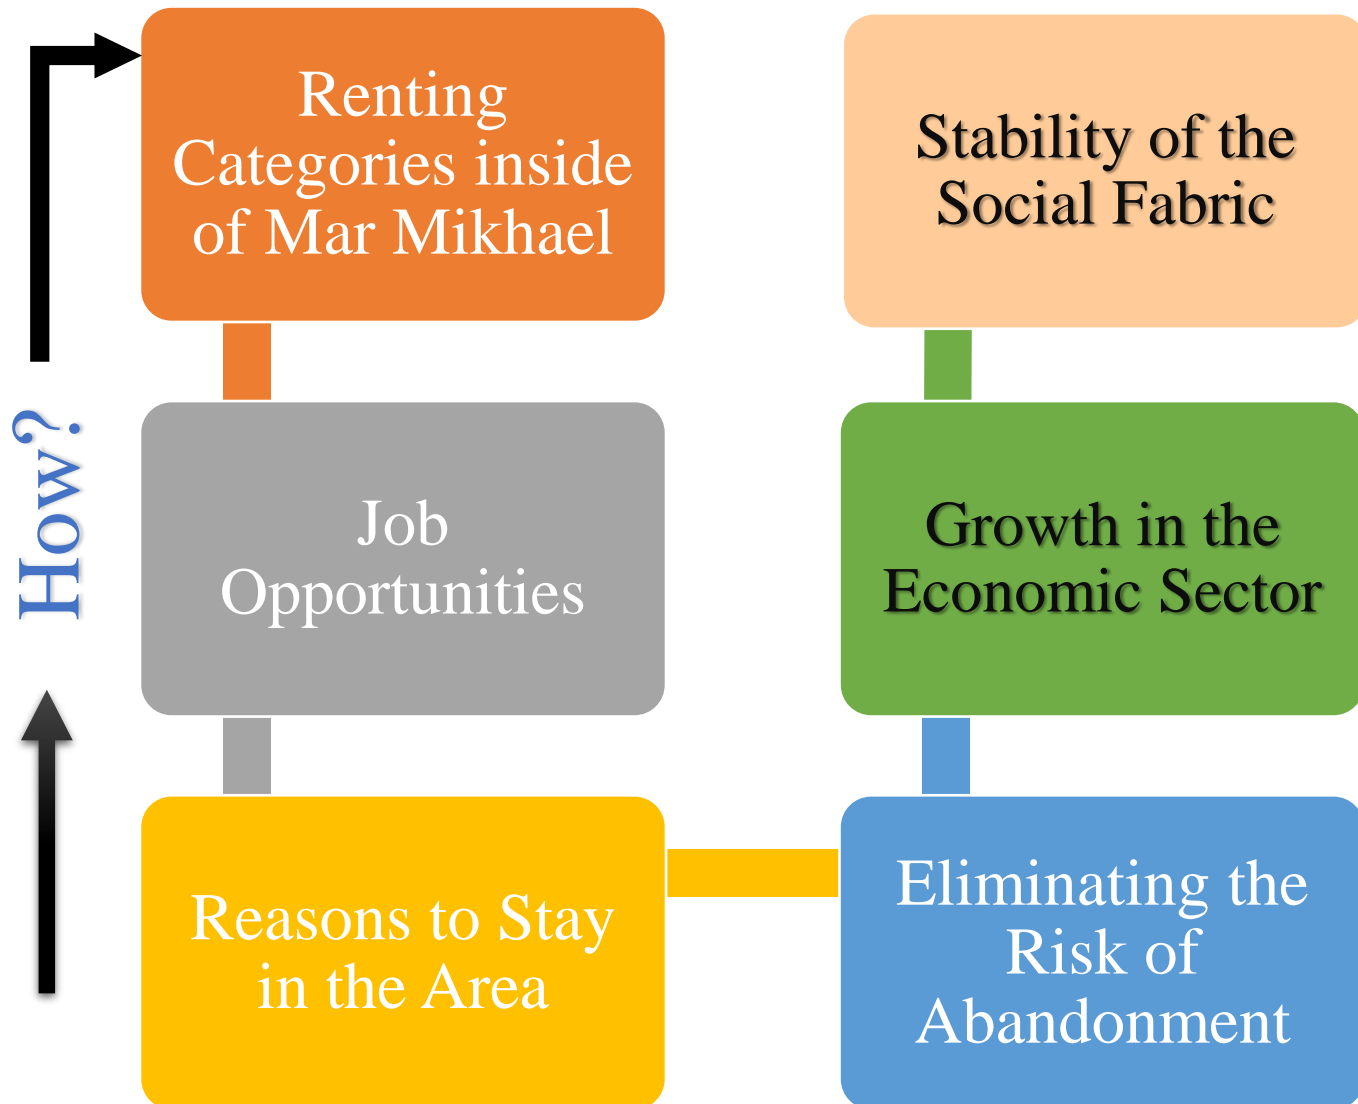 How?
Renting
Categories inside
of Mar Mikhael
Job
Opportunities
Reasons to Stay
in the Area
Eliminating the
Risk of
Abandonment
Growth in the
Economic Sector
Stability of the
Social Fabric